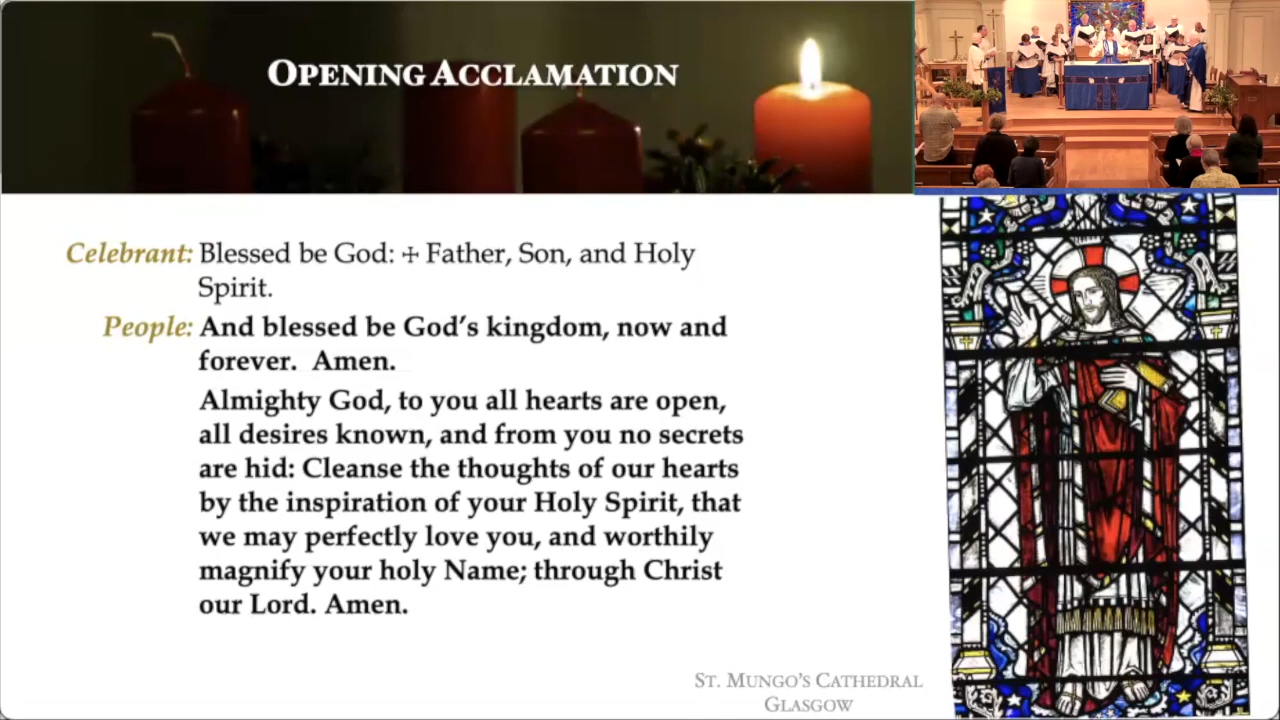 OPENING ACCLAMATION
Celebrant: Blessed be God: ☩ Father, Son, and Holy
Spirit.
People: And blessed be God’s kingdom, now and
forever.  Amen.
Almighty God, to you all hearts are open,
all desires known, and from you no secrets
are hid: Cleanse the thoughts of our hearts
by the inspiration of your Holy Spirit, that
we may perfectly love you, and worthily
magnify your holy Name; through Christ
our Lord. Amen.
ST. MUNGO’S CATHEDRAL
GLASGOW